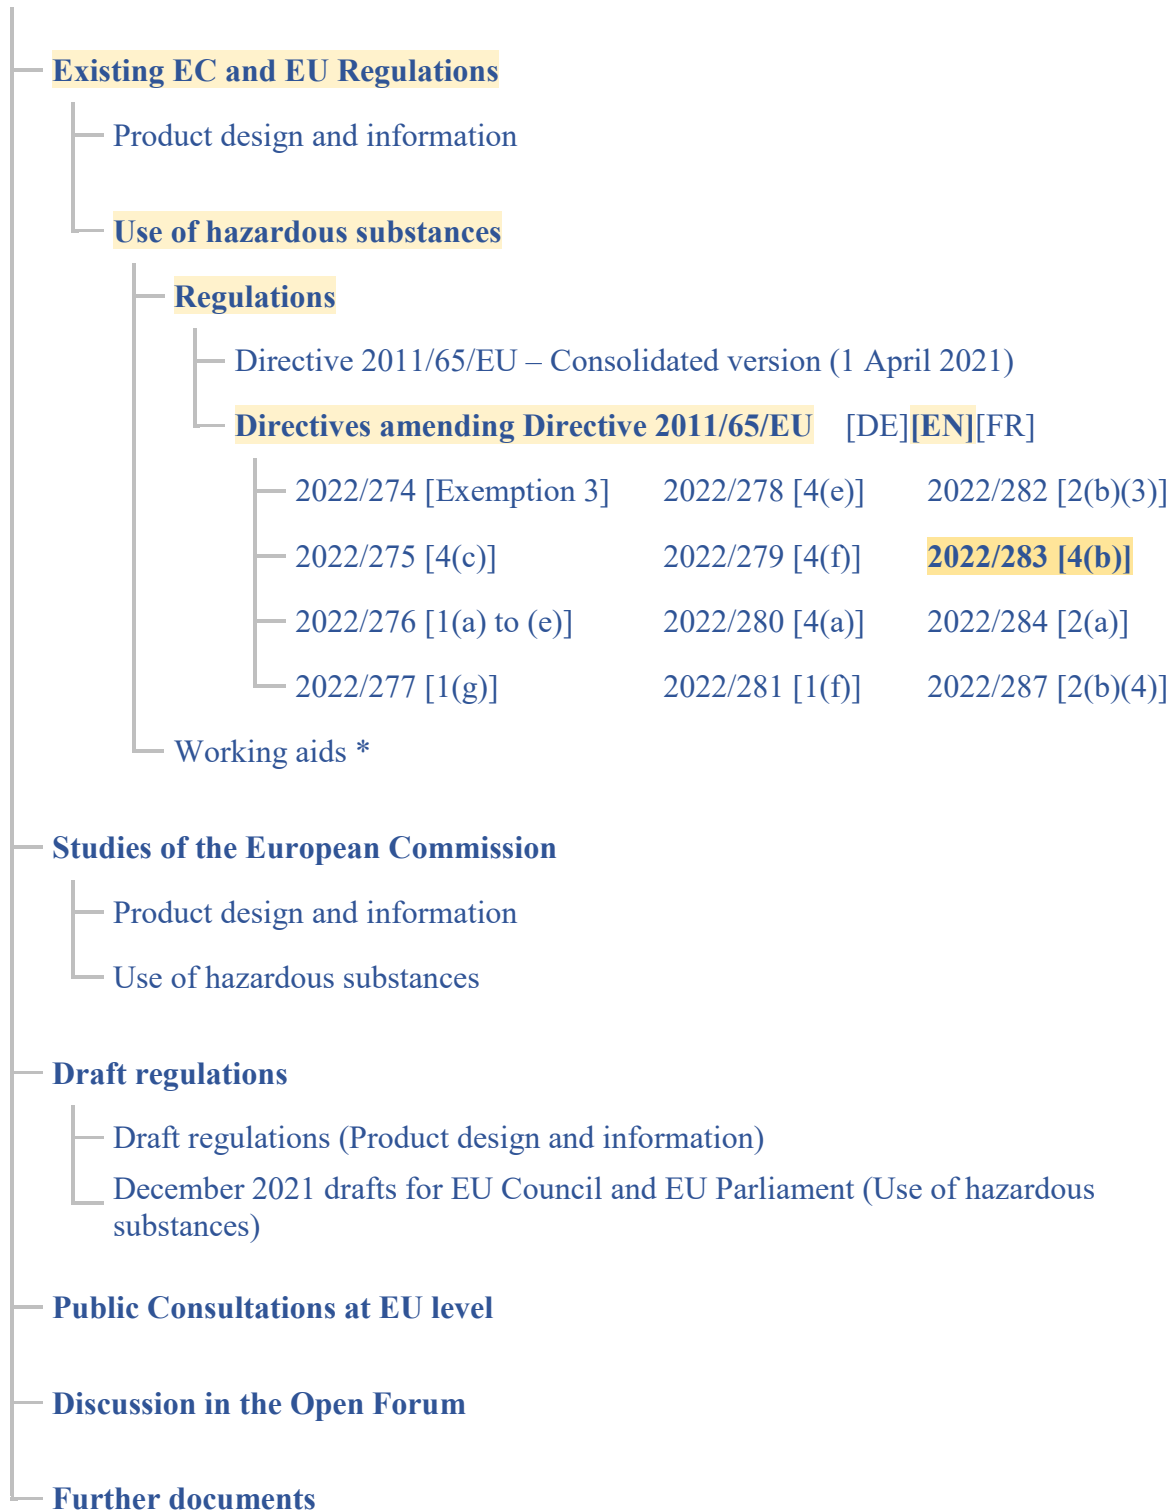 Existing EC and EU Regulations
Product design and information
Use of hazardous substances
Regulations
Directive 2011/65/EU – Consolidated version (1 April 2021)
Directives amending Directive 2011/65/EU [DE][EN][FR]
2022/274 [Exemption 3] 2022/278 [4(e)] 2022/282 [2(b)(3)]
2022/275 [4(c)] 2022/279 [4(f)] 2022/283 [4(b)]
2022/276 [1(a) to (e)] 2022/280 [4(a)] 2022/284 [2(a)]
2022/277 [1(g)] 2022/281 [1(f)] 2022/287 [2(b)(4)]
Working aids *
Studies of the European Commission
Product design and information
Use of hazardous substances
Draft regulations
Draft regulations (Product design and information)
December 2021 drafts for EU Council and EU Parliament (Use of hazardous
substances)
Public Consultations at EU level
Discussion in the Open Forum
Further documents